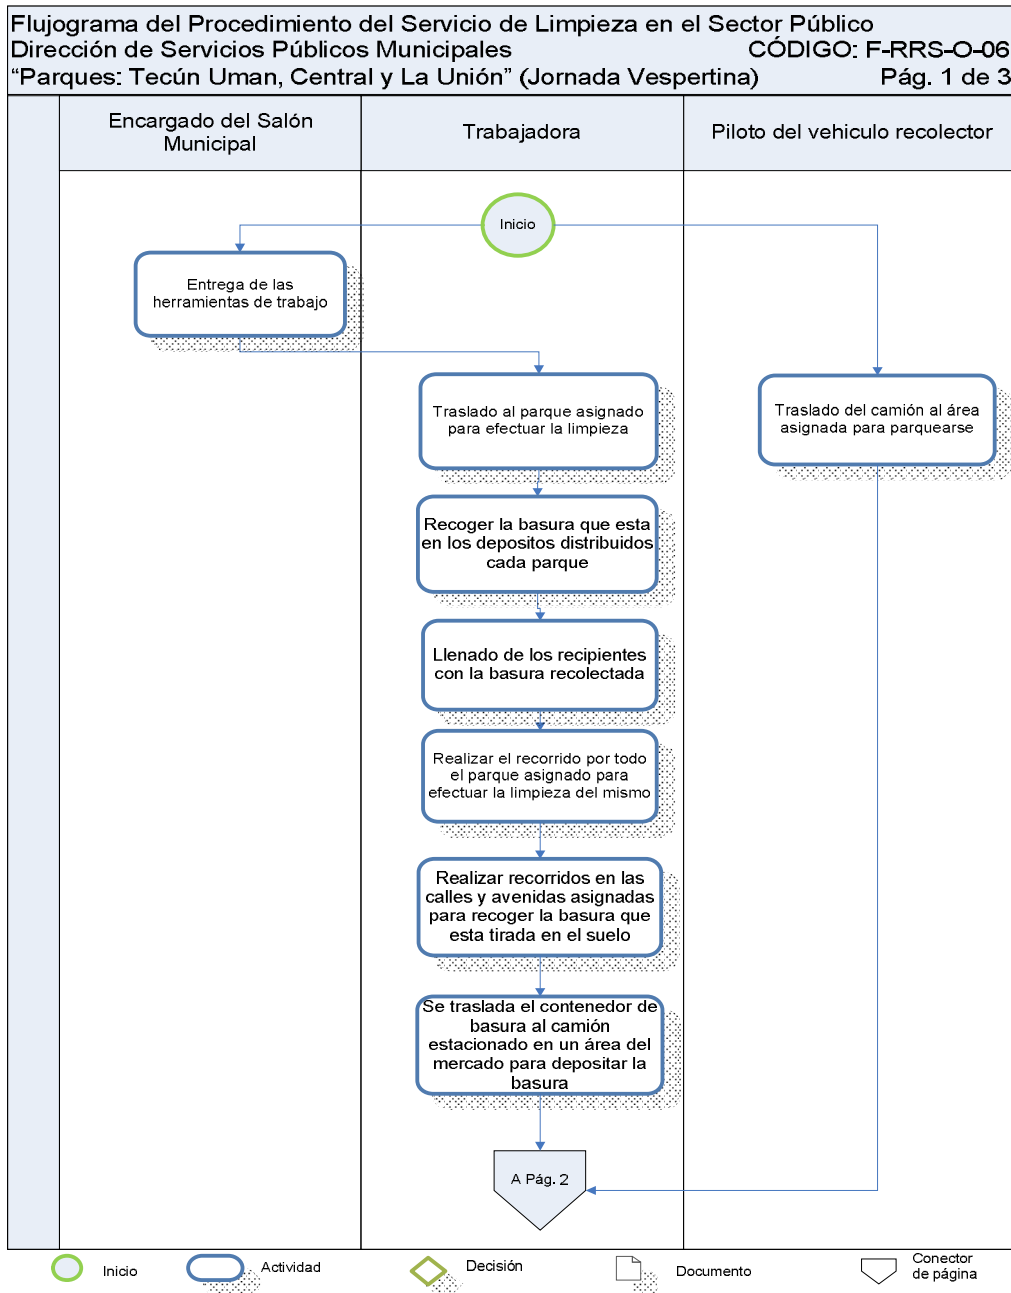 Flujograma del Procedimiento del Servicio de Limpieza en el Sector Público
Dirección de Servicios Públicos Municipales CÓDIGO: F-RRS-O-06
“Parques: Tecún Uman, Central y La Unión” (Jornada Vespertina) Pág. 1 de 3
Encargado del Salón
Municipal
Trabajadora
Piloto del vehiculo recolector
Inicio
Entrega de las
herramientas de trabajo
Traslado al parque asignado
para efectuar la limpieza
Traslado del camión al área
asignada para parquearse
Recoger la basura que esta
en los depositos distribuidos
cada parque
Llenado de los recipientes
con la basura recolectada
Realizar el recorrido por todo
el parque asignado para
efectuar la limpieza del mismo
Realizar recorridos en las
calles y avenidas asignadas
para recoger la basura que
esta tirada en el suelo
Se traslada el contenedor de
basura al camión
estacionado en un área del
mercado para depositar la
basura
A Pág. 2
Inicio
Actividad
Decisión
Documento
Conector
de página